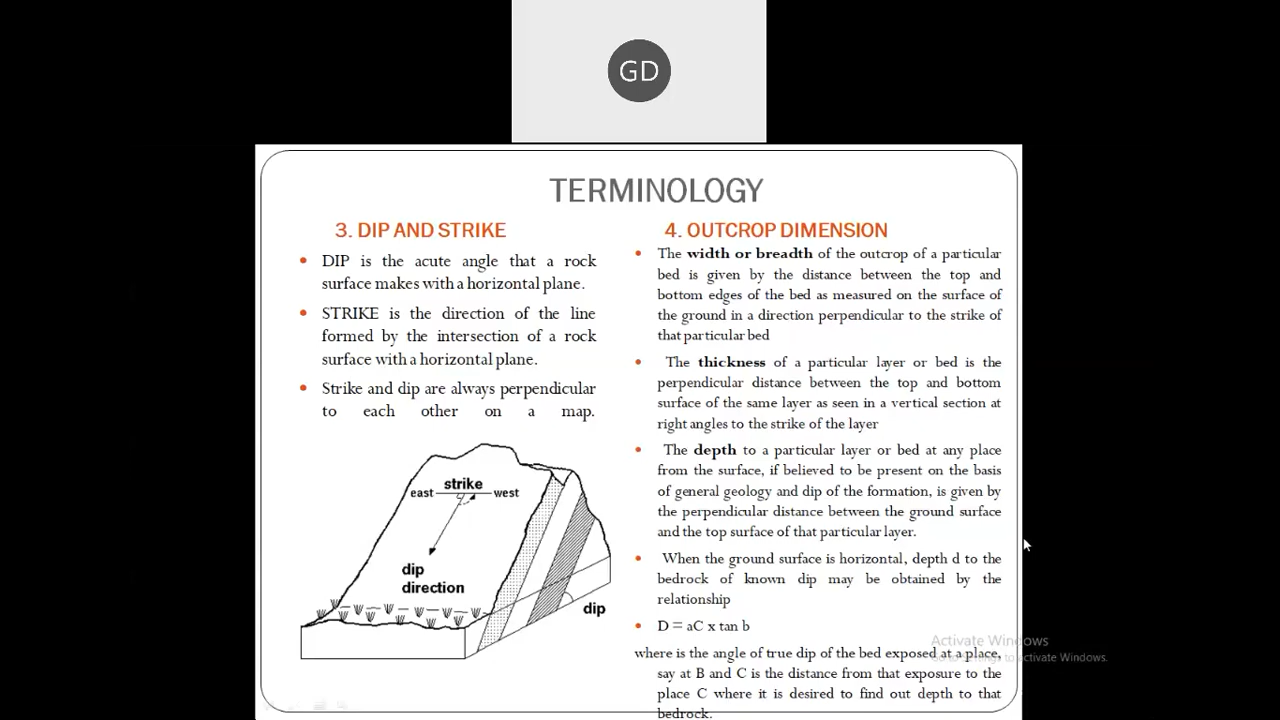 GD
TERMINOLOGY
3. DIP AND STRIKE
• DIP is the acute angle that a rock
surface makes with a horizontal plane.
• STRIKE is the direction of the line
formed by the intersection of a rock
surface with a horizontal plane.
• Strike and dip are always perpendicular
to each other on a map.
strike
east
west
dip
direction
dip
4. OUTCROP DIMENSION
• The width or breadth of the outcrop of a particular
bed is given by the distance between the top and
bottom edges of the bed as measured on the surface of
the ground in a direction perpendicular to the strike of
that particular bed
• The thickness of a particular layer or bed is the
perpendicular distance between the top and bottom
surface of the same layer as seen in a vertical section at
right angles to the strike of the layer
• The depth to a particular layer or bed at any place
from the surface, if believed to be present on the basis
of general geology and dip of the formation, is given by
the perpendicular distance between the ground surface
and the top surface of that particular layer.
• When the ground surface is horizontal, depth d to the
bedrock of known dip may be obtained by the
relationship
• D = aC x tan b
where is the angle of true dip of the bed exposed at a place,
say at B and C is the distance from that exposure to the
place C where it is desired to find out depth to that
bedrock.
Activate Windows
Go to Settings to activate Windows.